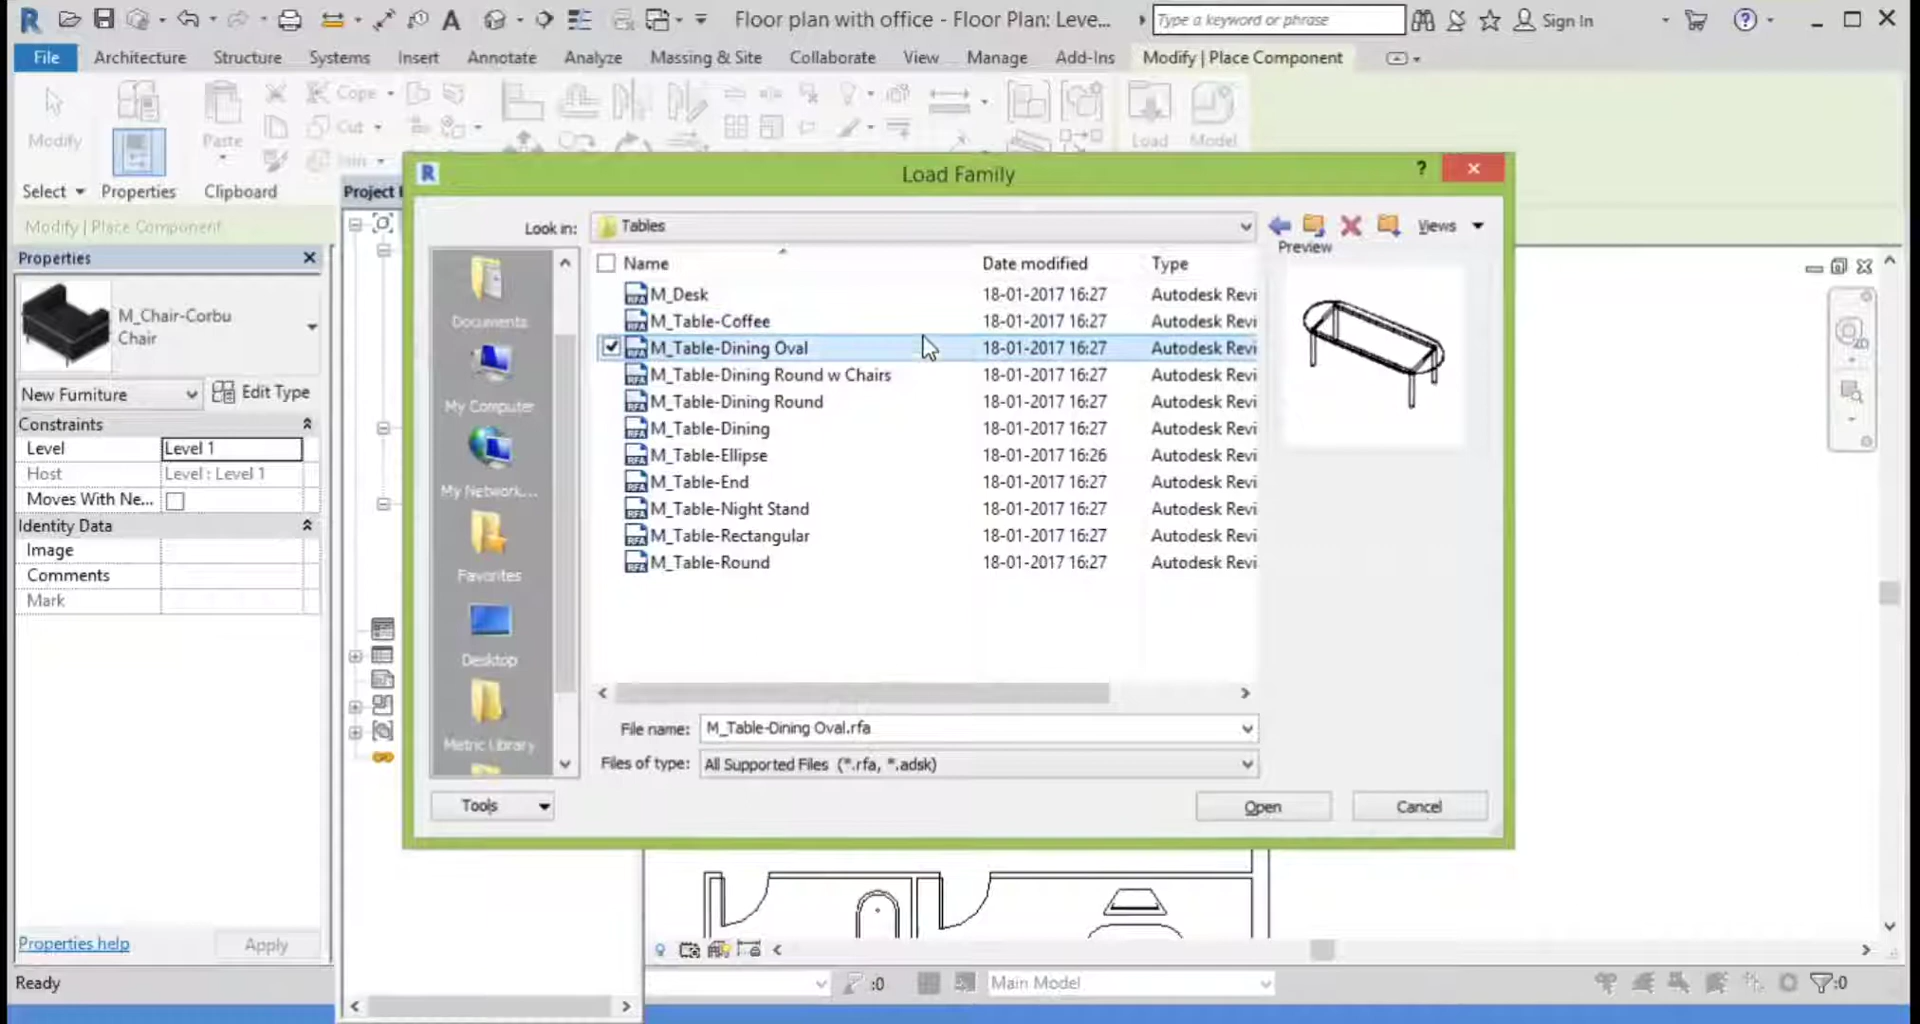 Floor plan with office - Floor Plan: Leve...
Type a keyword or phrase
Sign In
File Architecture Structure Systems Insert Annotate Analyze Massing & Site Collaborate View Manage Add-Ins Modify | Place Component
Modify
Paste
Cope
Cut
Join
Load
Model
Select Properties Clipboard
Modify | Place Component
Properties
M_Chair-Corbu
Chair
New Furniture Edit Type
Constraints
Level Level 1
Host Level : Level 1
Moves With Ne...
Identity Data
Image
Comments
Mark
Properties help Apply
Ready
Project
Load Family
Look in: Tables Views
Preview
Documents
My Computer
My Network...
Favorites
Desktop
Metric Library
Name Date modified Type
M_Desk 18-01-2017 16:27 Autodesk Revi
M_Table-Coffee 18-01-2017 16:27 Autodesk Revi
M_Table-Dining Oval 18-01-2017 16:27 Autodesk Revi
M_Table-Dining Round w Chairs 18-01-2017 16:27 Autodesk Revi
M_Table-Dining Round 18-01-2017 16:27 Autodesk Revi
M_Table-Dining 18-01-2017 16:27 Autodesk Revi
M_Table-Ellipse 18-01-2017 16:26 Autodesk Revi
M_Table-End 18-01-2017 16:27 Autodesk Revi
M_Table-Night Stand 18-01-2017 16:27 Autodesk Revi
M_Table-Rectangular 18-01-2017 16:27 Autodesk Revi
M_Table-Round 18-01-2017 16:27 Autodesk Revi
File name: M_Table-Dining Oval.rfa
Files of type: All Supported Files (*.rfa, *.adsk)
Tools Open Cancel
:0 Main Model :0